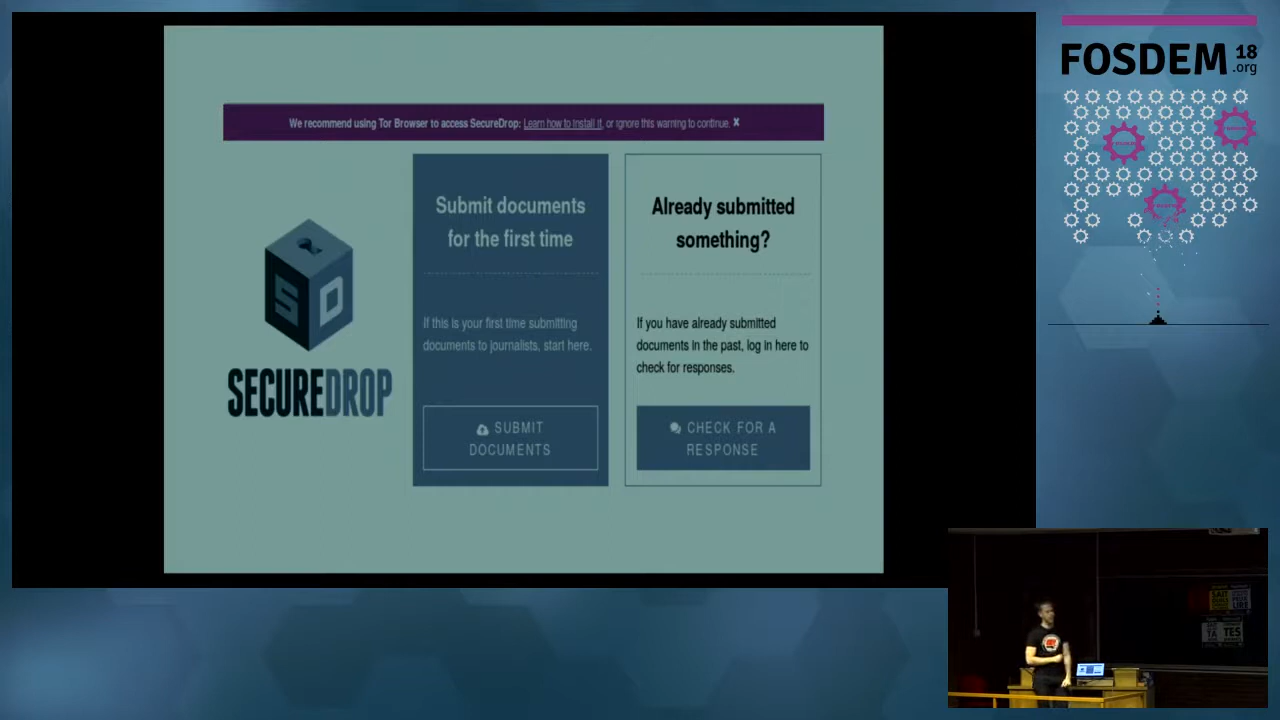 We recommend using Tor Browser to access SecureDrop: Learn how to install it, or ignore this warning to continue. x
Submit documents
for the first time
If this is your first time submitting
documents to journalists, start here.
SUBMIT
DOCUMENTS
Already submitted
something?
If you have already submitted
documents in the past, log in here to
check for responses.
CHECK FOR A
RESPONSE
SD
SECUREDROP
FOSDEM 18
.org